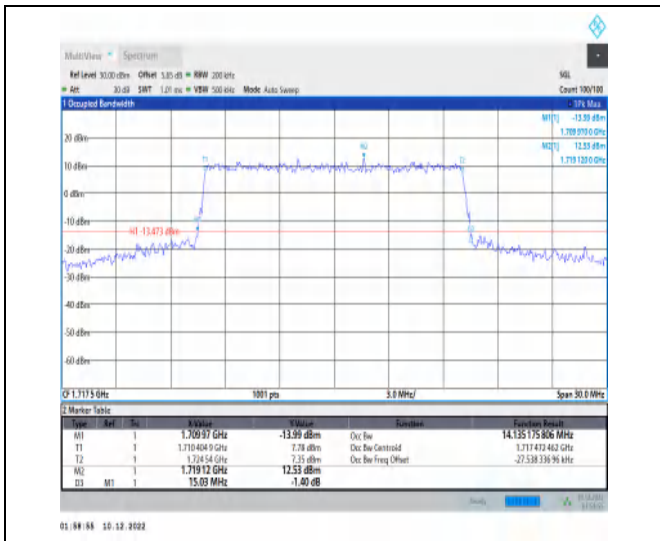 MultiView Spectrum
Ref Level 30.00 dBm Offset 5.85 dB RBW 200 kHz SGL
Att 30 dB SWT 1.01 ms VBW 500 kHz Mode Auto Sweep Count 100/100
1 Occupied Bandwidth 1Pk Max
M1[1] -13.99 dBm
1.709 970 0 GHz
M2[1] 12.53 dBm
1.719 120 0 GHz
20 dBm
M2
T1 T2
10 dBm
0 dBm
-10 dBm
H1 -13.473 dBm
-20 dBm
-30 dBm
-40 dBm
-50 dBm
-60 dBm
CF 1.717 5 GHz 1001 pts 3.0 MHz/ Span 30.0 MHz
2 Marker Table
Type Ref Trc X-Value Y-Value Function Function Result
M1 1 1.709 97 GHz -13.99 dBm Occ Bw 14.135 175 806 MHz
T1 1 1.710 404 9 GHz 7.78 dBm Occ Bw Centroid 1.717 472 462 GHz
T2 1 1.724 54 GHz 7.35 dBm Occ Bw Freq Offset -27.538 336 96 kHz
M2 1 1.719 12 GHz 12.53 dBm
D3 M1 1 15.03 MHz -1.40 dB
Ready
01:58:55 10.12.2022